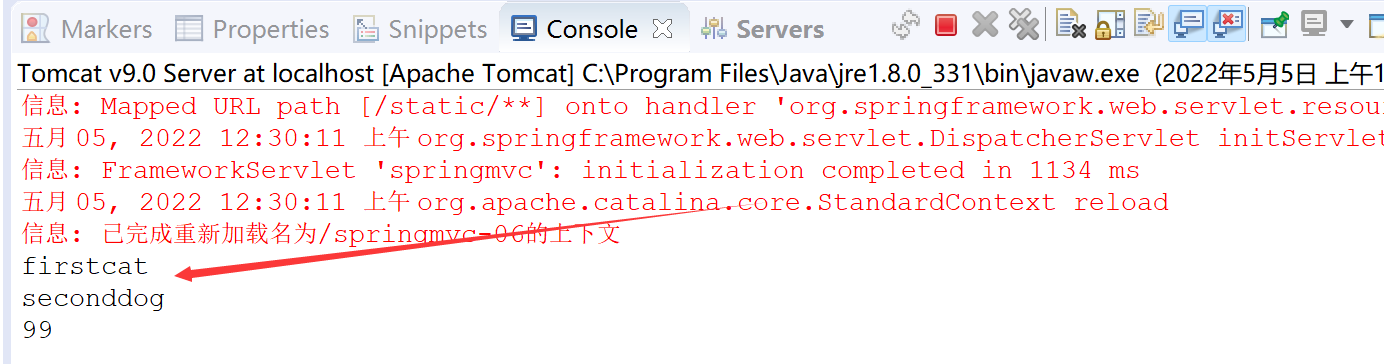 Markers Properties Snippets Console Servers
Tomcat v9.0 Server at localhost [Apache Tomcat] C:\Program Files\Java\jre1.8.0_331\bin\javaw.exe (2022年5月5日 上午1
信息: Mapped URL path [/static/**] onto handler 'org.springframework.web.servlet.resour
五月 05, 2022 12:30:11 上午 org.springframework.web.servlet.DispatcherServlet initServlet
信息: FrameworkServlet 'springmvc': initialization completed in 1134 ms
五月 05, 2022 12:30:11 上午 org.apache.catalina.core.StandardContext reload
信息: 已完成重新加载名为/springmvc-06的上下文
firstcat
seconddog
99